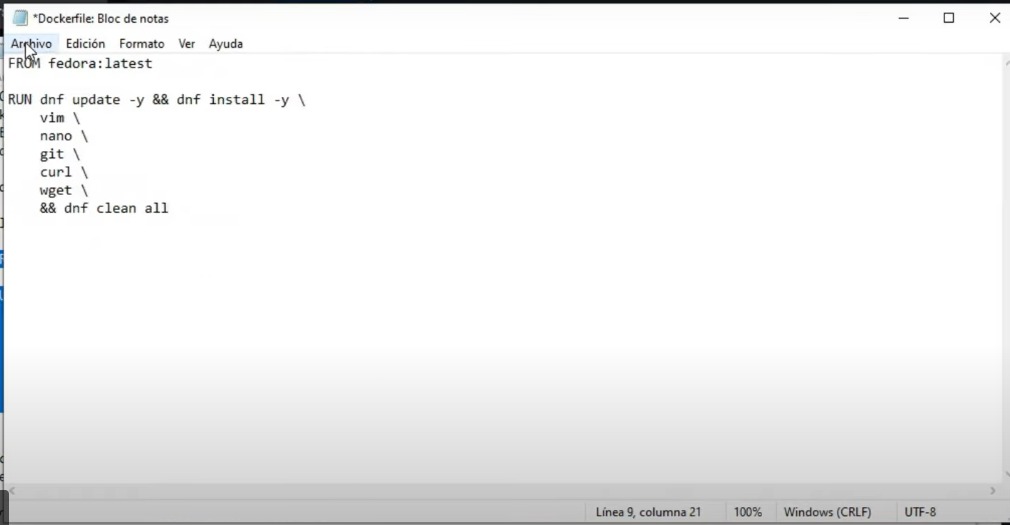 *Dockerfile: Bloc de notas
Archivo Edición Formato Ver Ayuda
FROM fedora:latest
RUN dnf update -y && dnf install -y \
vim \
nano \
git \
curl \
wget \
&& dnf clean all
Línea 9, columna 21 100% Windows (CRLF) UTF-8